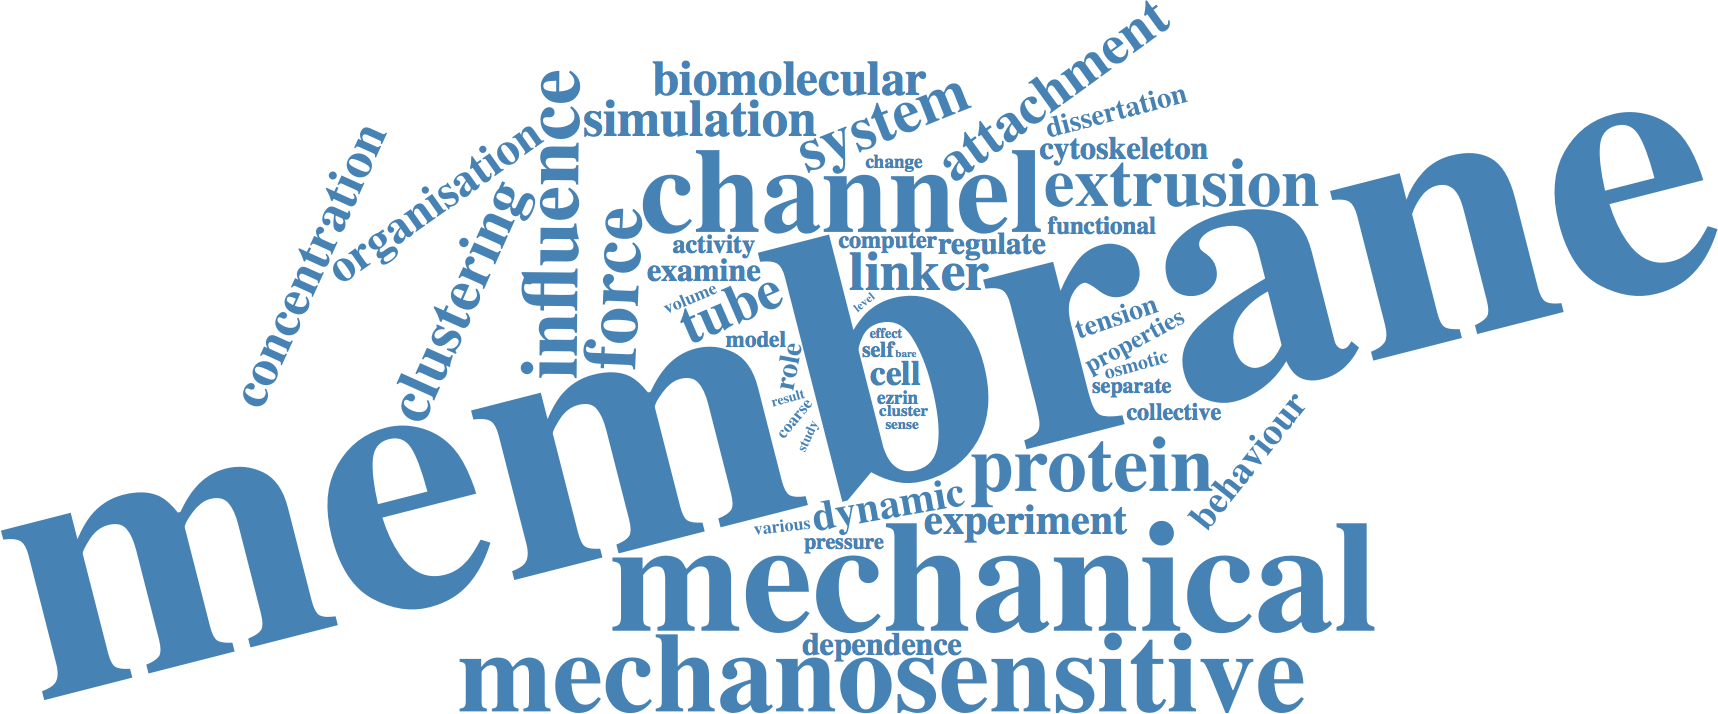 biomolecular
simulation
system
attachment
dissertation
change
cytoskeleton
concentration
organisation
clustering
influence
force
channel
extrusion
functional
activity
computer
regulate
examine
linker
volume
tube
level
model
role
effect
self
bare
cell
ezrin
cluster
sense
result
coarse
study
tension
properties
osmotic
separate
collective
membrane
behaviour
protein
dynamic
various
experiment
pressure
mechanical
dependence
mechanosensitive